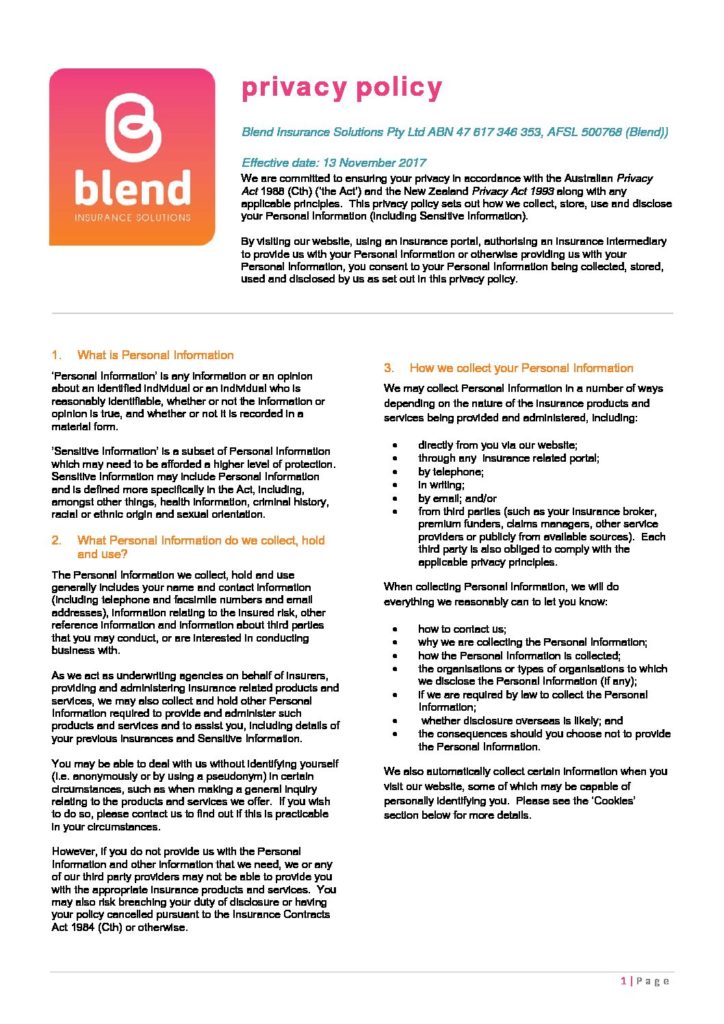 blend
INSURANCE SOLUTIONS
privacy policy
Blend Insurance Solutions Pty Ltd ABN 47 617 346 353, AFSL 500768 (Blend))
Effective date: 13 November 2017
We are committed to ensuring your privacy in accordance with the Australian Privacy
Act 1988 (Cth) ('the Act') and the New Zealand Privacy Act 1993 along with any
applicable principles.  This privacy policy sets out how we collect, store, use and disclose
your Personal Information (including Sensitive Information).
By visiting our website, using an insurance portal, authorising an insurance intermediary
to provide us with your Personal Information or otherwise providing us with your
Personal Information, you consent to your Personal Information being collected, stored,
used and disclosed by us as set out in this privacy policy.
1. What is Personal Information
'Personal Information' is any information or an opinion
about an identified individual or an individual who is
reasonably identifiable, whether or not the information or
opinion is true, and whether or not it is recorded in a
material form.
'Sensitive Information' is a subset of Personal Information
which may need to be afforded a higher level of protection.
Sensitive Information may include Personal Information
and is defined more specifically in the Act, including,
amongst other things, health information, criminal history,
racial or ethnic origin and sexual orientation.
2. What Personal Information do we collect, hold
and use?
The Personal Information we collect, hold and use
generally includes your name and contact information
(including telephone and facsimile numbers and email
addresses), information relating to the insured risk, other
reference information and information about third parties
that you may conduct, or are interested in conducting
business with.
As we act as underwriting agencies on behalf of insurers,
providing and administering insurance related products and
services, we may also collect and hold other Personal
Information required to provide and administer such
products and services and to assist you, including details of
your previous insurances and Sensitive Information.
You may be able to deal with us without identifying yourself
(i.e. anonymously or by using a pseudonym) in certain
circumstances, such as when making a general inquiry
relating to the products and services we offer.  If you wish
to do so, please contact us to find out if this is practicable
in your circumstances.
However, if you do not provide us with the Personal
Information and other information that we need, we or any
of our third party providers may not be able to provide you
with the appropriate insurance products and services.  You
may also risk breaching your duty of disclosure or having
your policy cancelled pursuant to the Insurance Contracts
Act 1984 (Cth) or otherwise.
3. How we collect your Personal Information
We may collect Personal Information in a number of ways
depending on the nature of the insurance products and
services being provided and administered, including:
• directly from you via our website;
• through any  insurance related portal;
• by telephone;
• in writing;
• by email; and/or
• from third parties (such as your insurance broker,
premium funders, claims managers, other service
providers or publicly from available sources).  Each
third party is also obliged to comply with the
applicable privacy principles.
When collecting Personal Information, we will do
everything we reasonably can to let you know:
• how to contact us;
• why we are collecting the Personal Information;
• how the Personal Information is collected;
• the organisations or types of organisations to which
we disclose the Personal Information (if any);
• if we are required by law to collect the Personal
Information;
• whether disclosure overseas is likely; and
• the consequences should you choose not to provide
the Personal Information.
We also automatically collect certain information when you
visit our website, some of which may be capable of
personally identifying you.  Please see the 'Cookies'
section below for more details.
1 | Page